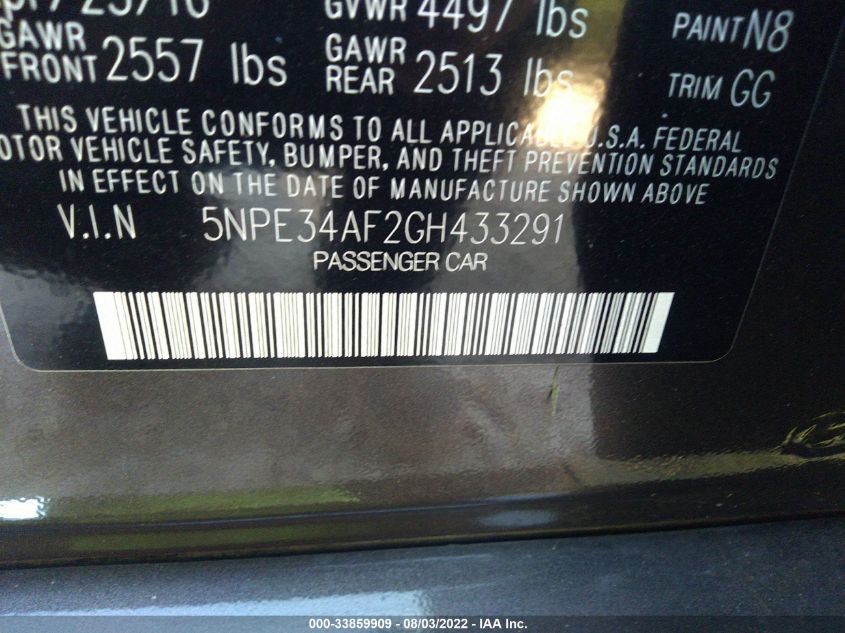 GVWR 4497 lbs PAINT N8
GAWR FRONT 2557 lbs GAWR REAR 2513 lbs TRIM GG
THIS VEHICLE CONFORMS TO ALL APPLICABLE U.S.A. FEDERAL
OTOR VEHICLE SAFETY, BUMPER, AND THEFT PREVENTION STANDARDS
IN EFFECT ON THE DATE OF MANUFACTURE SHOWN ABOVE
V.I.N 5NPE34AF2GH433291
PASSENGER CAR
000-33859909 - 08/03/2022 - IAA Inc.